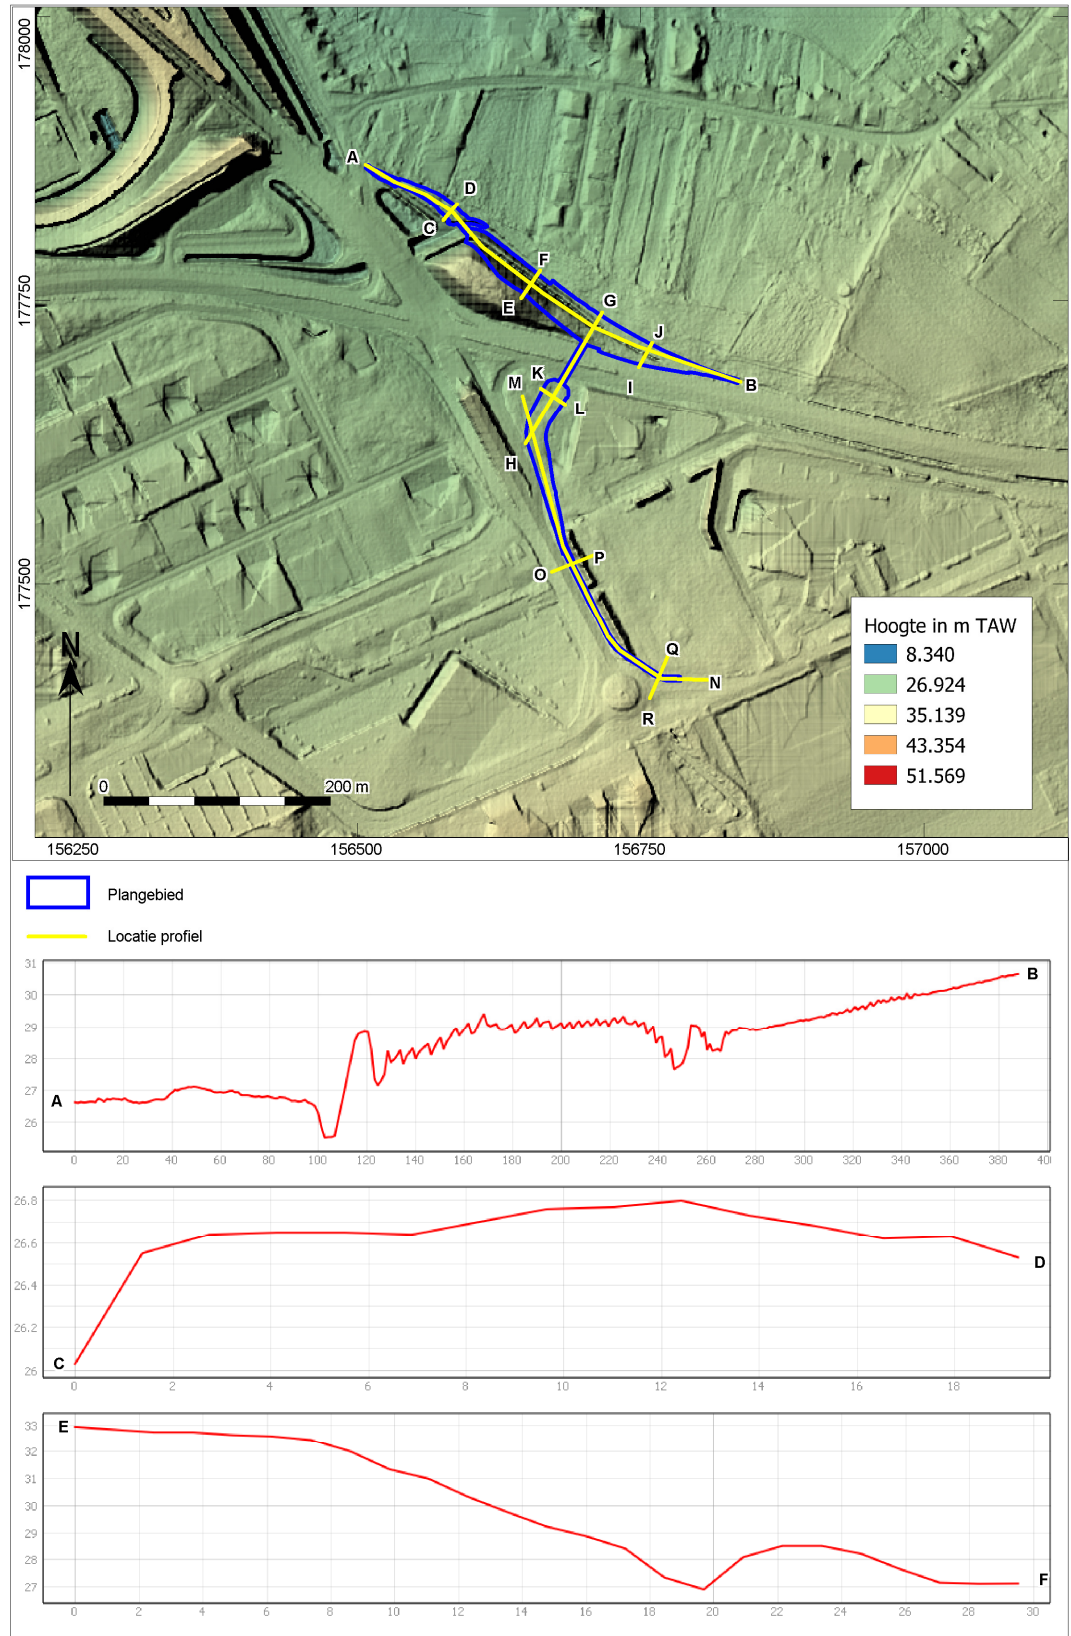 178000
177750
177500
A
D
C
F
E
G
J
I
B
K
M
L
H
P
O
Q
N
R
N
0 200 m
Hoogte in m TAW
8.340
26.924
35.139
43.354
51.569
156250 156500 156750 157000
Plangebied
Locatie profiel
31
30
29
28
27
26
A
B
0 20 40 60 80 100 120 140 160 180 200 220 240 260 280 300 320 340 360 380 40
26.8
26.6
26.4
26.2
26
C
D
0 2 4 6 8 10 12 14 16 18
33
32
31
30
29
28
27
E
F
0 2 4 6 8 10 12 14 16 18 20 22 24 26 28 30